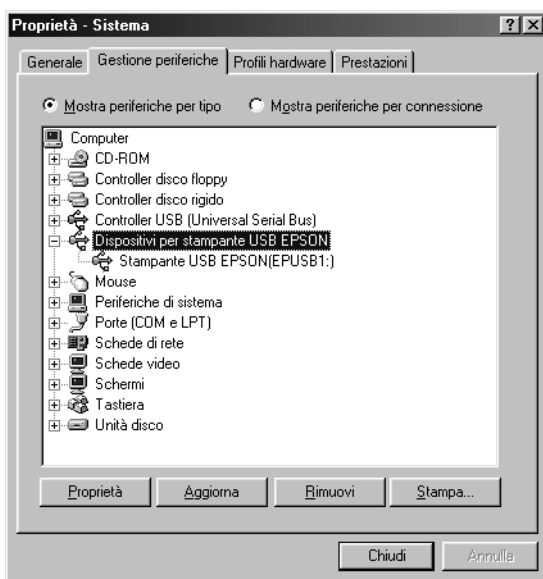 Proprietà - Sistema
Generale Gestione periferiche Profili hardware Prestazioni
Mostra periferiche per tipo Mostra periferiche per connessione
Computer
CD-ROM
Controller disco floppy
Controller disco rigido
Controller USB (Universal Serial Bus)
Dispositivi per stampante USB EPSON
Stampante USB EPSON(EPUSB1:)
Mouse
Periferiche di sistema
Porte (COM e LPT)
Schede di rete
Schede video
Schermi
Tastiera
Unità disco
Proprietà Aggiorna Rimuovi Stampa...
Chiudi Annulla